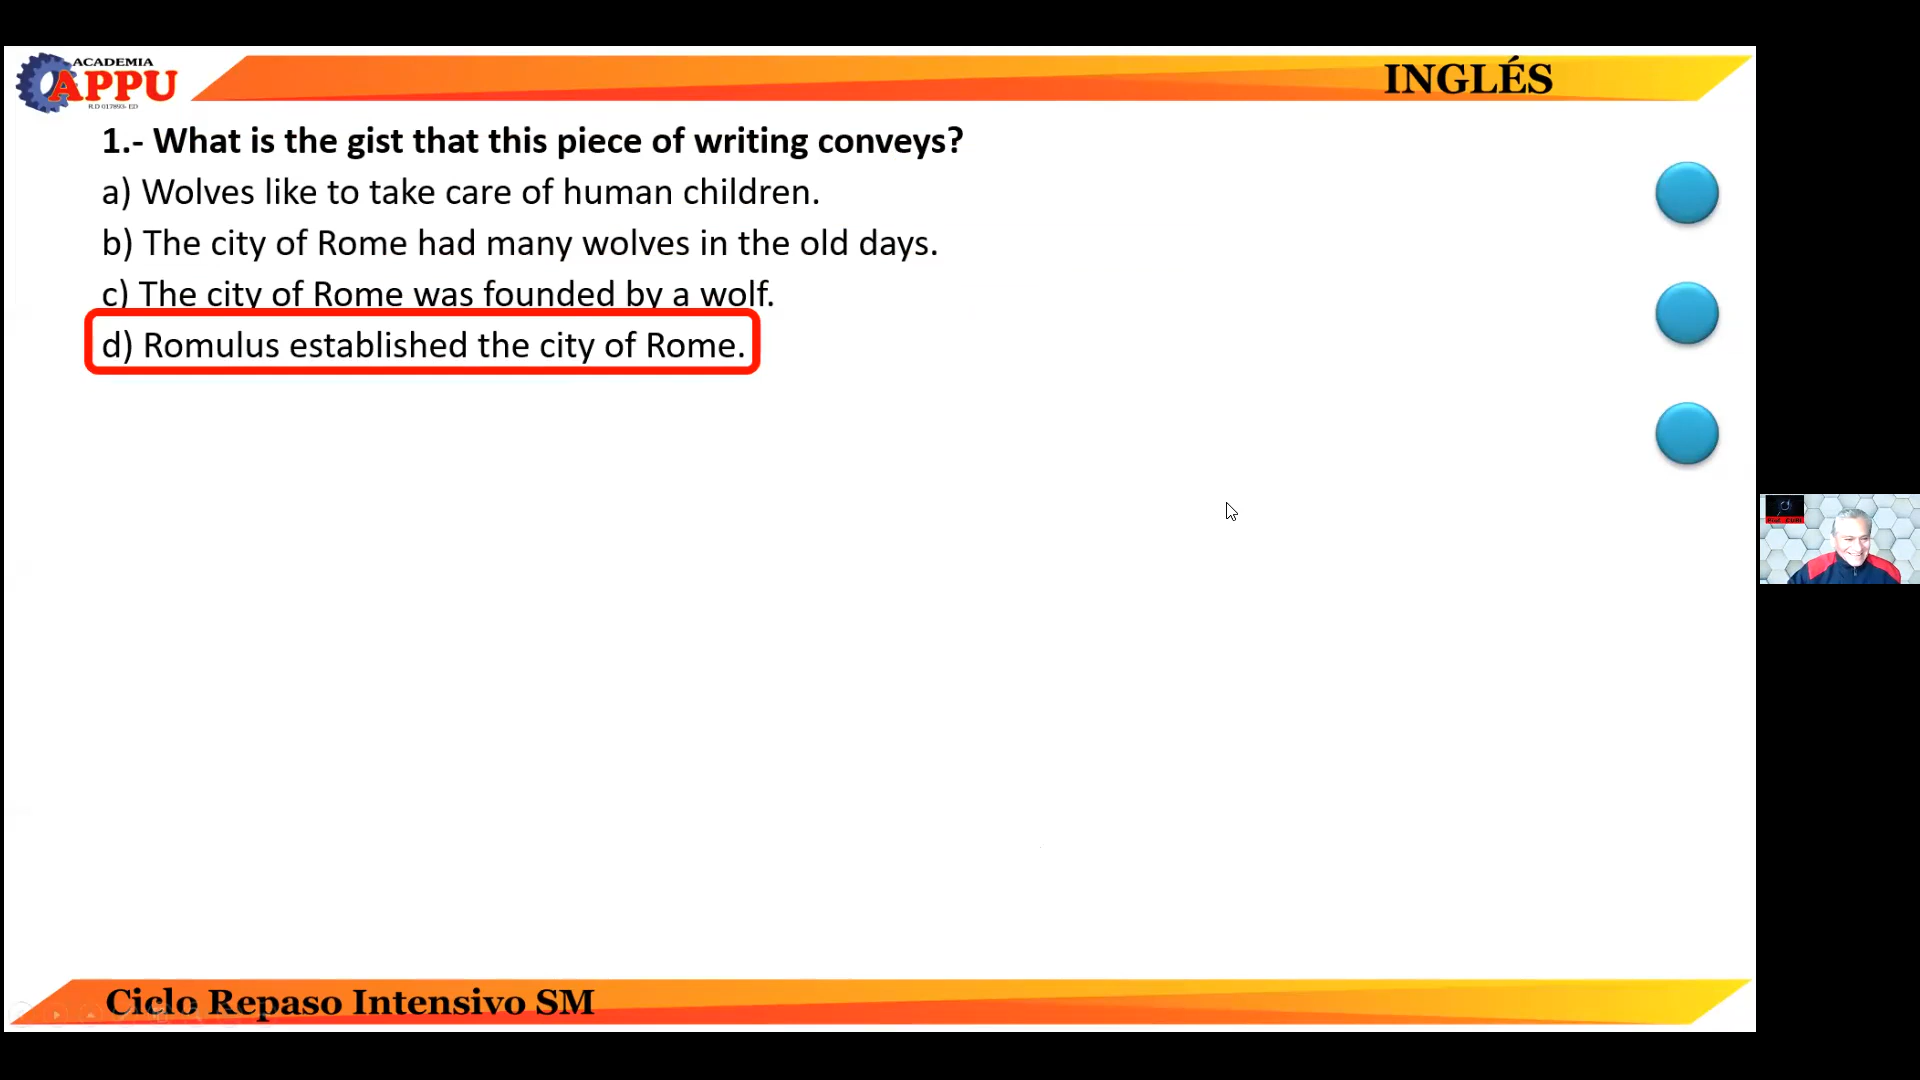 ACADEMIA
APPU
R.D 017893- ED
INGLÉS
1.- What is the gist that this piece of writing conveys?
a) Wolves like to take care of human children.
b) The city of Rome had many wolves in the old days.
c) The city of Rome was founded by a wolf.
d) Romulus established the city of Rome.
Ciclo Repaso Intensivo SM